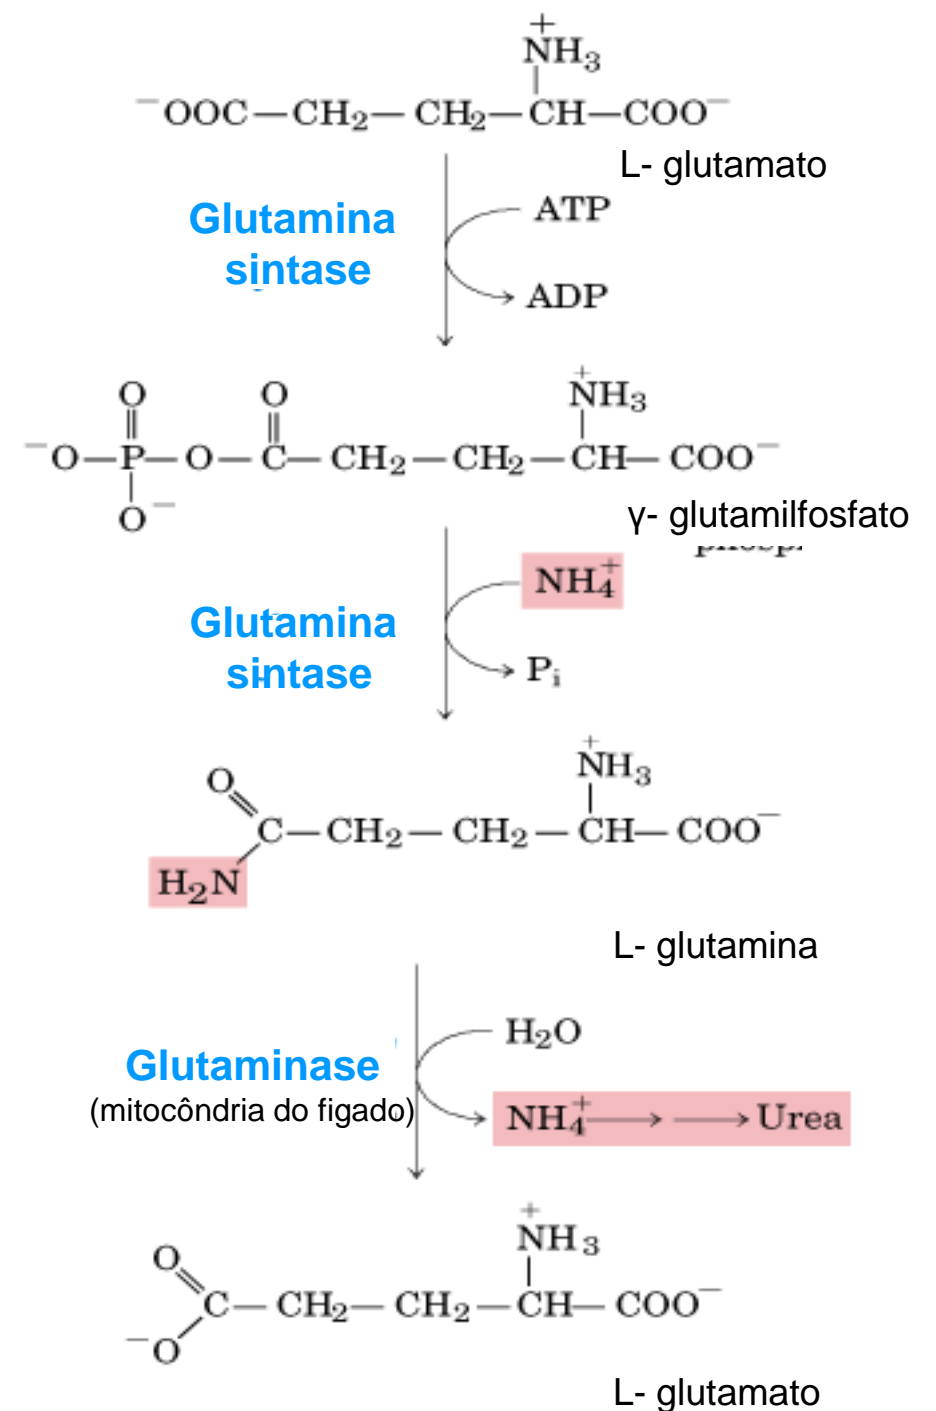 +
NH₃
⁻OOC—CH₂—CH₂—CH—COO⁻
L- glutamato
Glutamina
sintase
ATP
ADP
O O +NH₃
⁻O—P—O—C—CH₂—CH₂—CH—COO⁻
O⁻
γ- glutamilfosfato
NH₄⁺
Glutamina
sintase
Pᵢ
+
O NH₃
C—CH₂—CH₂—CH—COO⁻
H₂N
L- glutamina
H₂O
Glutaminase
(mitocôndria do figado)
NH₄⁺ → → Urea
+
O NH₃
C—CH₂—CH₂—CH—COO⁻
⁻O
L- glutamato